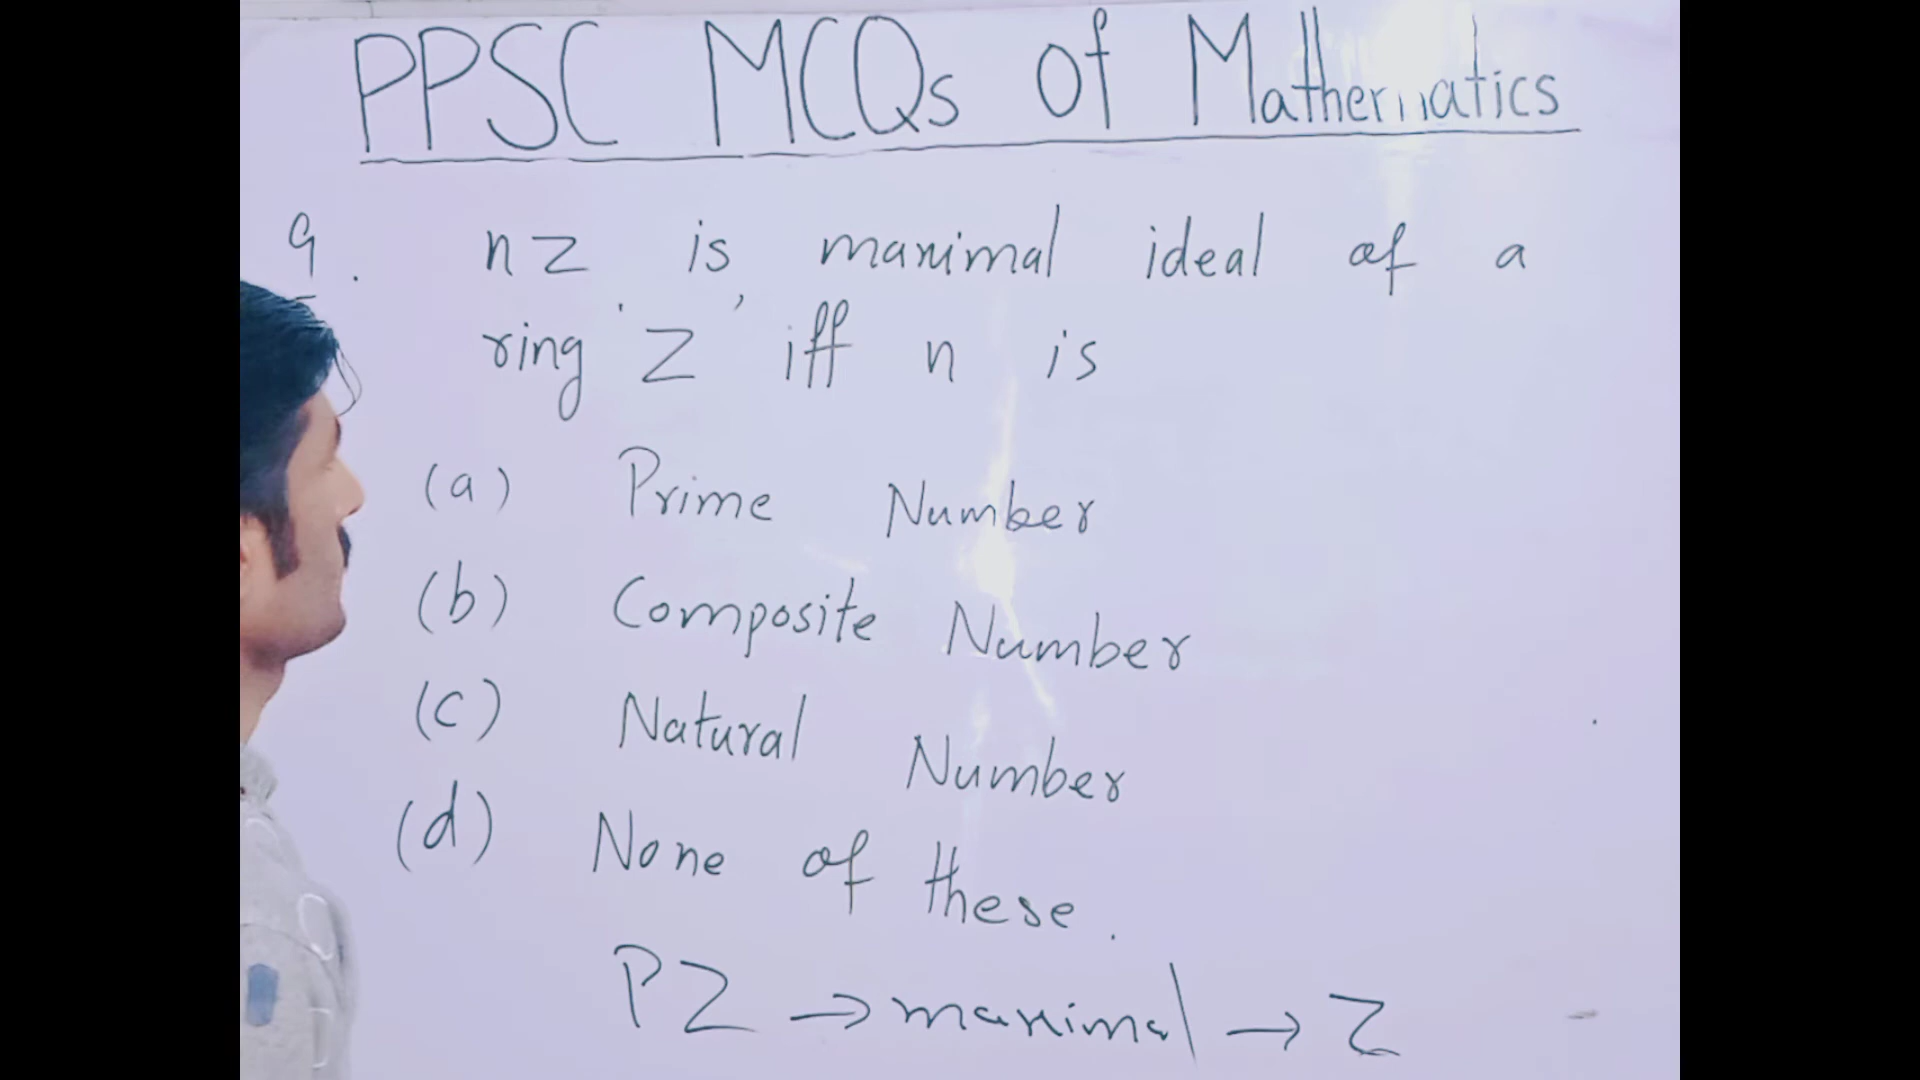 PPSC MCQs of Mathematics
9. nZ is maximal ideal of a
ring 'Z' iff n is
(a) Prime Number
(b) Composite Number
(c) Natural Number
(d) None of these.
PZ → maximal → Z